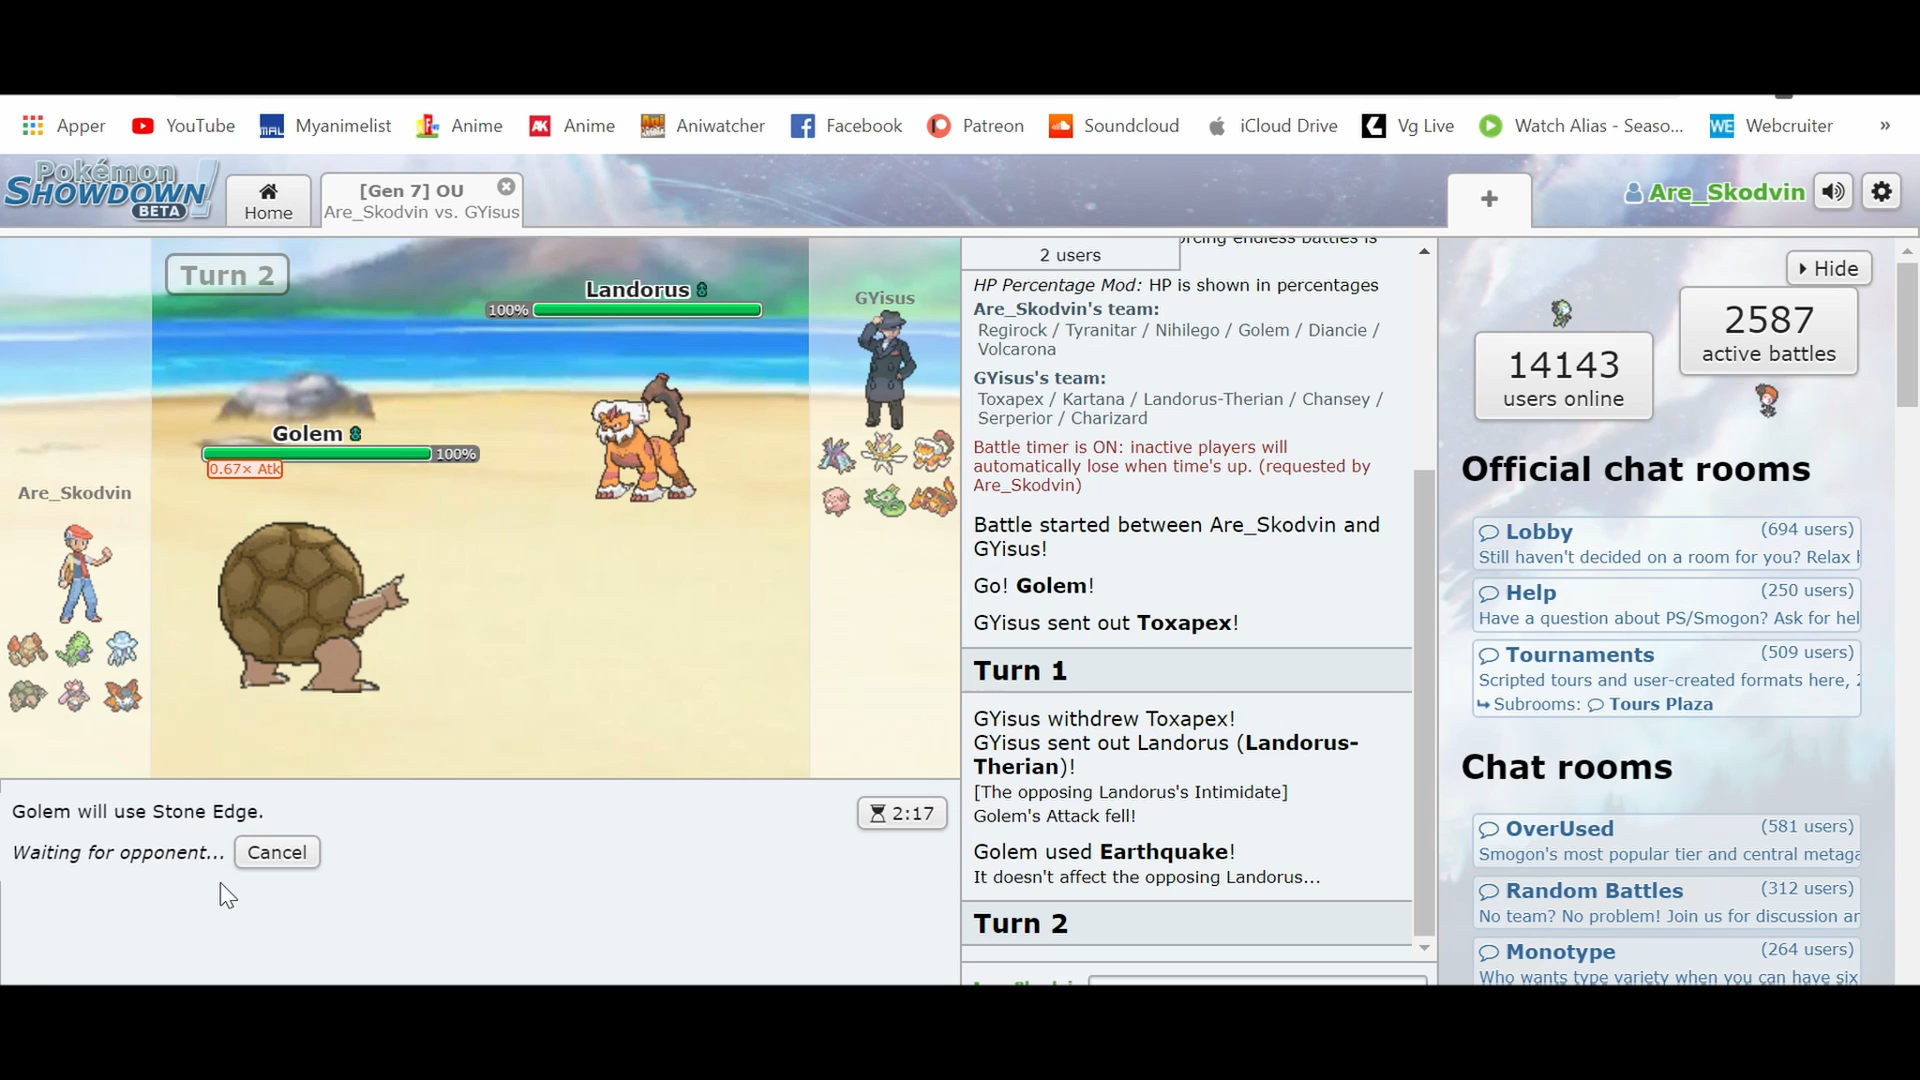 Apper
YouTube
Myanimelist
Anime
Anime
Aniwatcher
Facebook
Patreon
Soundcloud
iCloud Drive
Vg Live
Watch Alias - Seaso...
Webcruiter
»
Pokémon
SHOWDOWN!
BETA
Home
[Gen 7] OU
Are_Skodvin vs. GYisus
+
Are_Skodvin
Turn 2
Landorus
100%
Golem
100%
0.67× Atk
Are_Skodvin
GYisus
Golem will use Stone Edge.
Waiting for opponent...
Cancel
2:17
2 users
endless battles is
HP Percentage Mod: HP is shown in percentages
Are_Skodvin's team:
Regirock / Tyranitar / Nihilego / Golem / Diancie /
Volcarona
GYisus's team:
Toxapex / Kartana / Landorus-Therian / Chansey /
Serperior / Charizard
Battle timer is ON: inactive players will
automatically lose when time's up. (requested by
Are_Skodvin)
Battle started between Are_Skodvin and
GYisus!
Go! Golem!
GYisus sent out Toxapex!
Turn 1
GYisus withdrew Toxapex!
GYisus sent out Landorus (Landorus-
Therian)!
[The opposing Landorus's Intimidate]
Golem's Attack fell!
Golem used Earthquake!
It doesn't affect the opposing Landorus...
Turn 2
Hide
14143
users online
2587
active battles
Official chat rooms
Lobby
(694 users)
Still haven't decided on a room for you? Relax
Help
(250 users)
Have a question about PS/Smogon? Ask for hel
Tournaments
(509 users)
Scripted tours and user-created formats here,
Subrooms: Tours Plaza
Chat rooms
OverUsed
(581 users)
Smogon's most popular tier and central metaga
Random Battles
(312 users)
No team? No problem! Join us for discussion ar
Monotype
(264 users)
Who wants type variety when you can have six